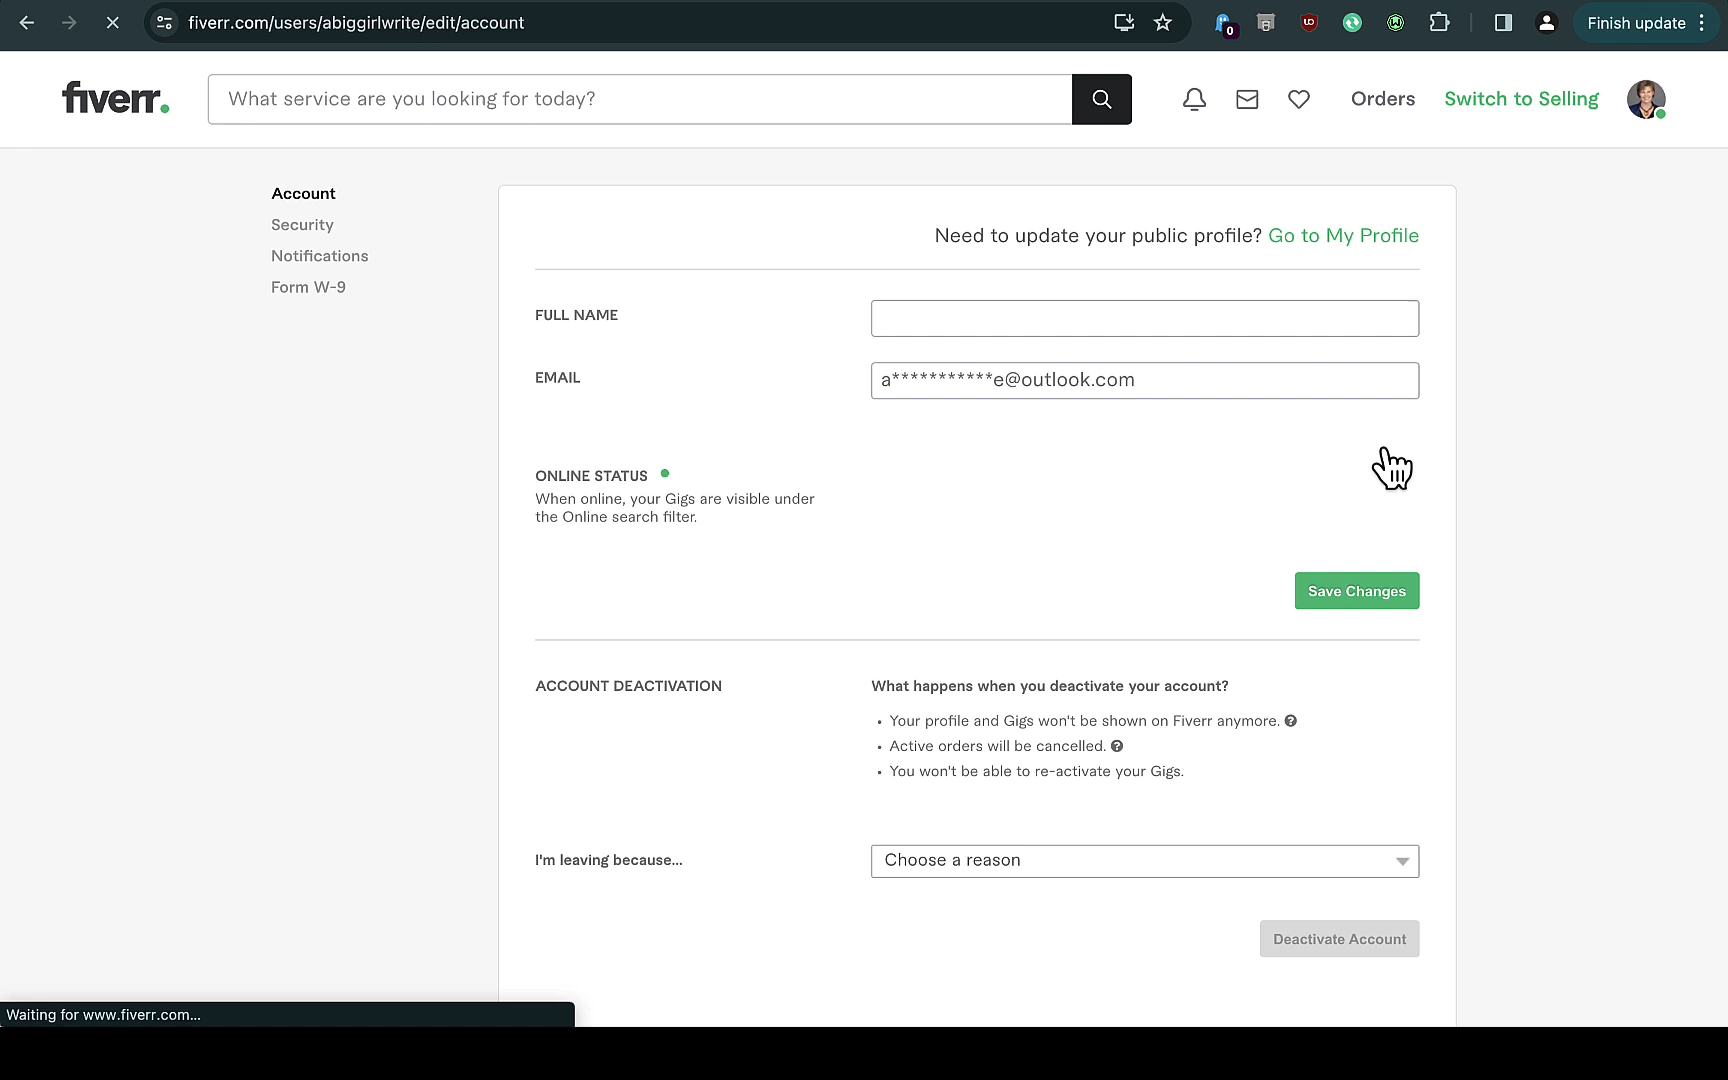 fiverr.com/users/abiggirlwrite/edit/account
0
Finish update
fiverr.
What service are you looking for today?
Orders
Switch to Selling
Account
Security
Notifications
Form W-9
Need to update your public profile? Go to My Profile
FULL NAME
EMAIL
a***********e@outlook.com
ONLINE STATUS
When online, your Gigs are visible under
the Online search filter.
Save Changes
ACCOUNT DEACTIVATION
What happens when you deactivate your account?
• Your profile and Gigs won't be shown on Fiverr anymore. ?
• Active orders will be cancelled. ?
• You won't be able to re-activate your Gigs.
I'm leaving because...
Choose a reason
Deactivate Account
Waiting for www.fiverr.com...